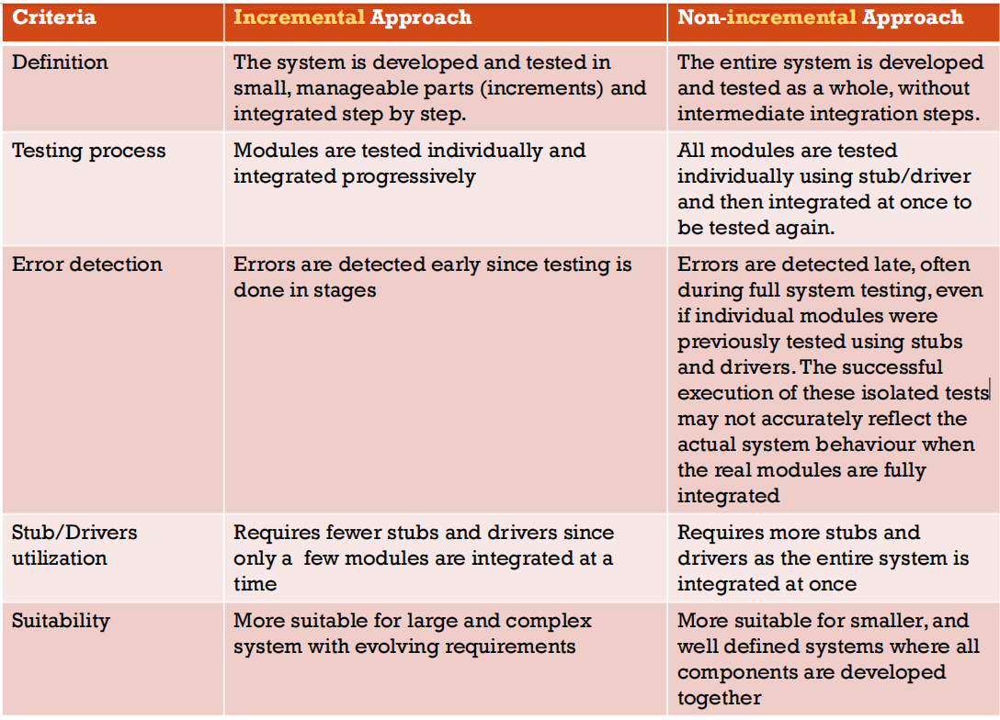 Criteria
Incremental Approach
Non-incremental Approach
Definition
The system is developed and tested in
small, manageable parts (increments) and
integrated step by step.
The entire system is developed
and tested as a whole, without
intermediate integration steps.
Testing process
Modules are tested individually and
integrated progressively
All modules are tested
individually using stub/driver
and then integrated at once to
be tested again.
Error detection
Errors are detected early since testing is
done in stages
Errors are detected late, often
during full system testing, even
if individual modules were
previously tested using stubs
and drivers. The successful
execution of these isolated tests
may not accurately reflect the
actual system behaviour when
the real modules are fully
integrated
Stub/Drivers
utilization
Requires fewer stubs and drivers since
only a few modules are integrated at a
time
Requires more stubs and
drivers as the entire system is
integrated at once
Suitability
More suitable for large and complex
system with evolving requirements
More suitable for smaller, and
well defined systems where all
components are developed
together